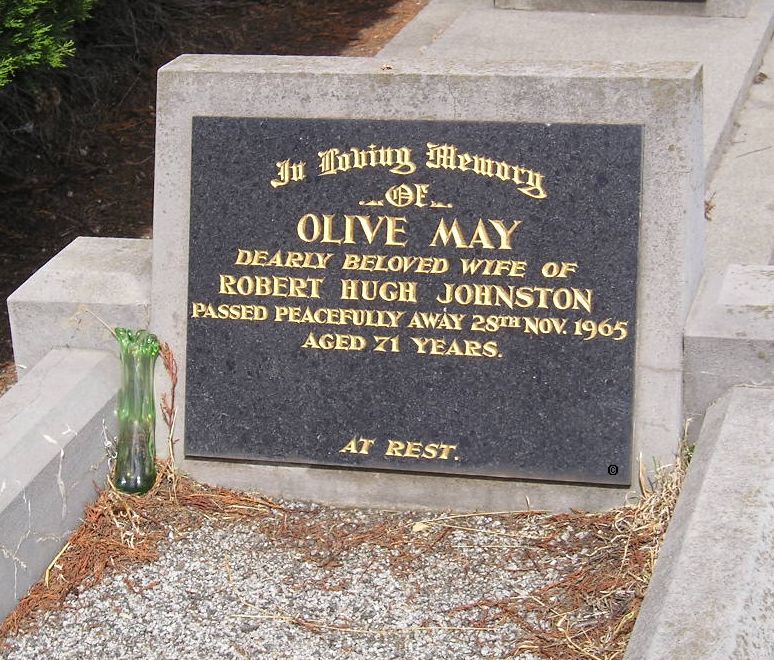 In Loving Memory
OF
OLIVE MAY
DEARLY BELOVED WIFE OF
ROBERT HUGH JOHNSTON
PASSED PEACEFULLY AWAY 28TH NOV. 1965
AGED 71 YEARS.
AT REST.